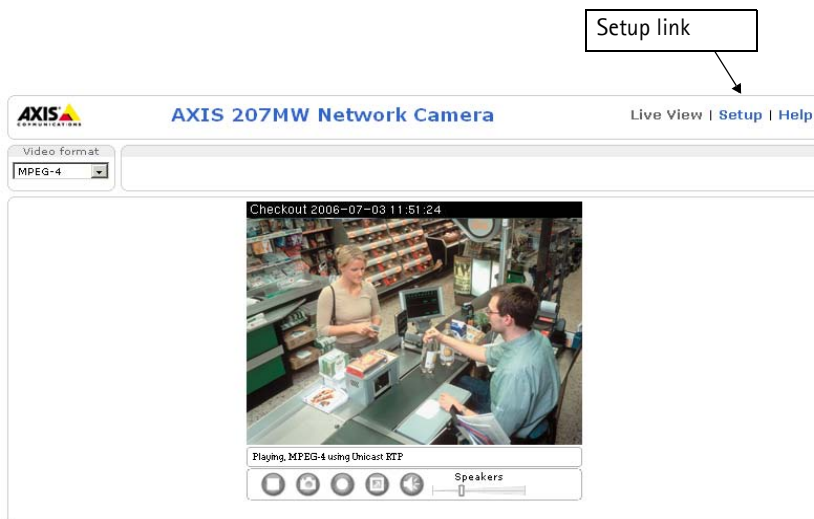 Setup link
AXIS
COMMUNICATIONS
AXIS 207MW Network Camera
Live View | Setup | Help
Video format
MPEG-4
Checkout 2006-07-03 11:51:24
Playing, MPEG-4 using Unicast RTP
Speakers